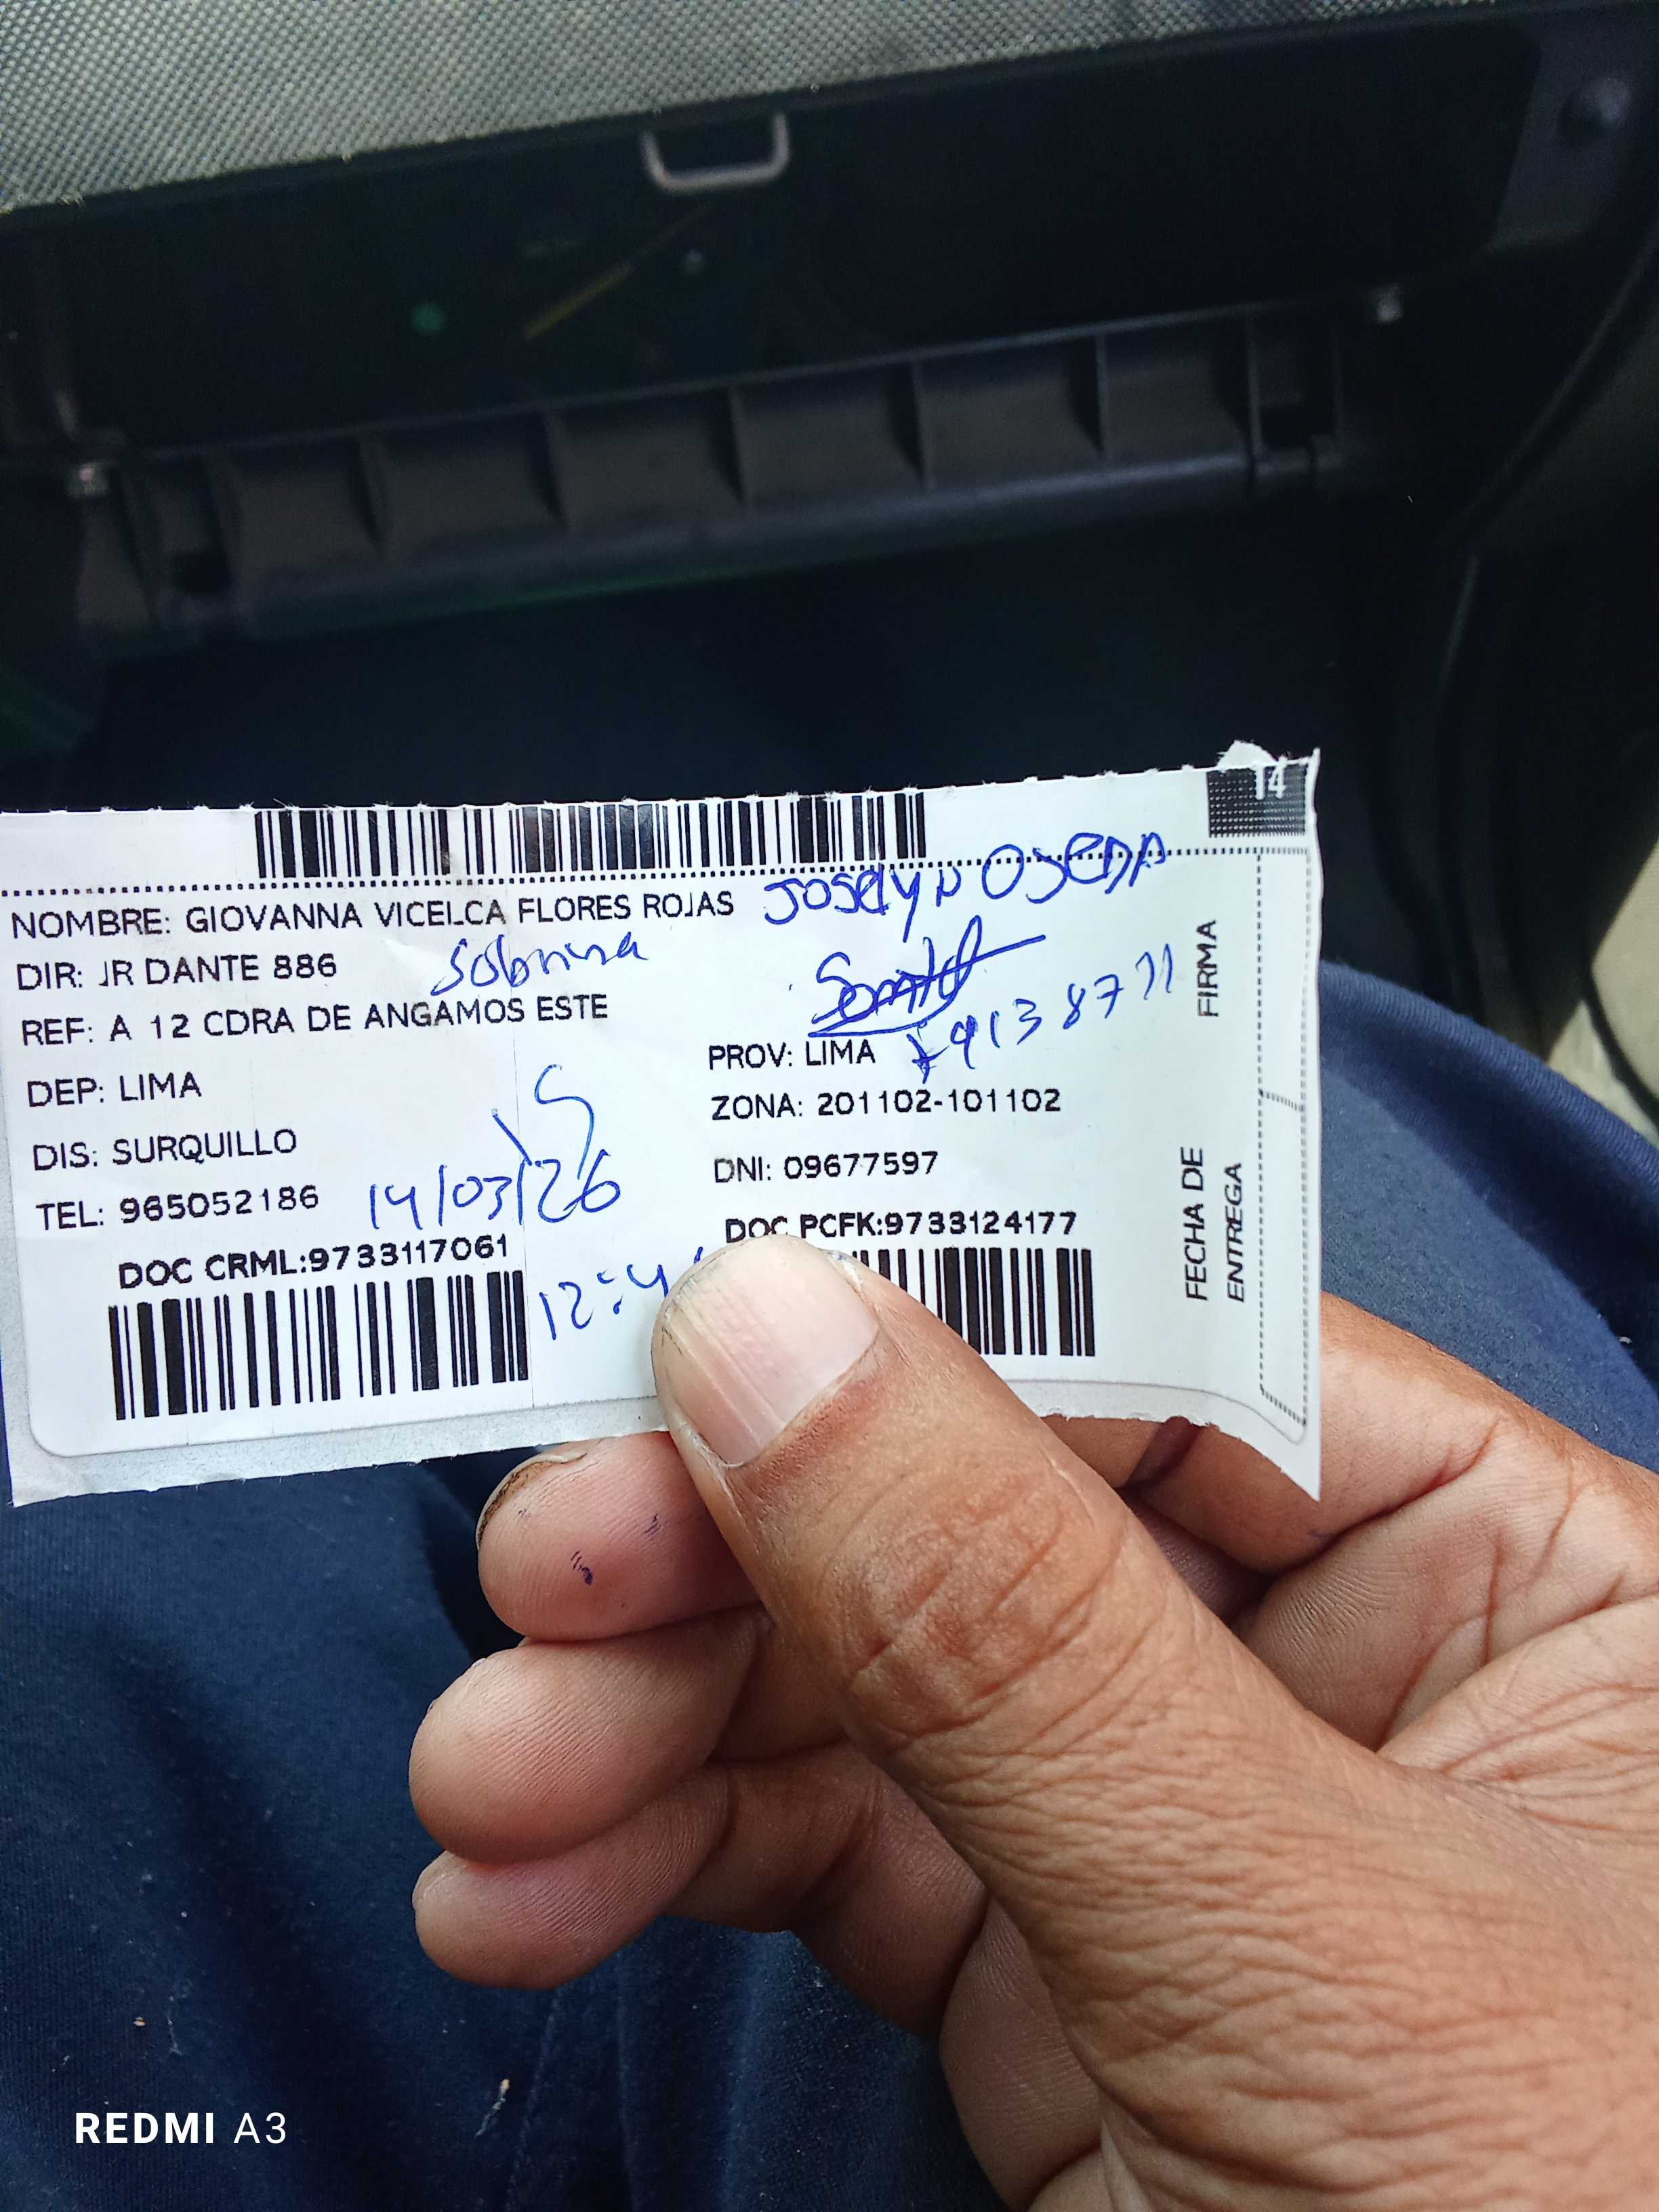 14
NOMBRE: GIOVANNA VICELCA FLORES ROJAS
JOSELYN OJEDA
DIR: JR DANTE 886
Sobrina
REF: A 12 CDRA DE ANGAMOS ESTE
DEP: LIMA
PROV: LIMA
ZONA: 201102-101102
DIS: SURQUILLO
DNI: 09677597
TEL: 965052186
14/03/26
DOC CRML:9733117061
DOC PCFK:9733124177
FIRMA
FECHA DE
ENTREGA
REDMI A3